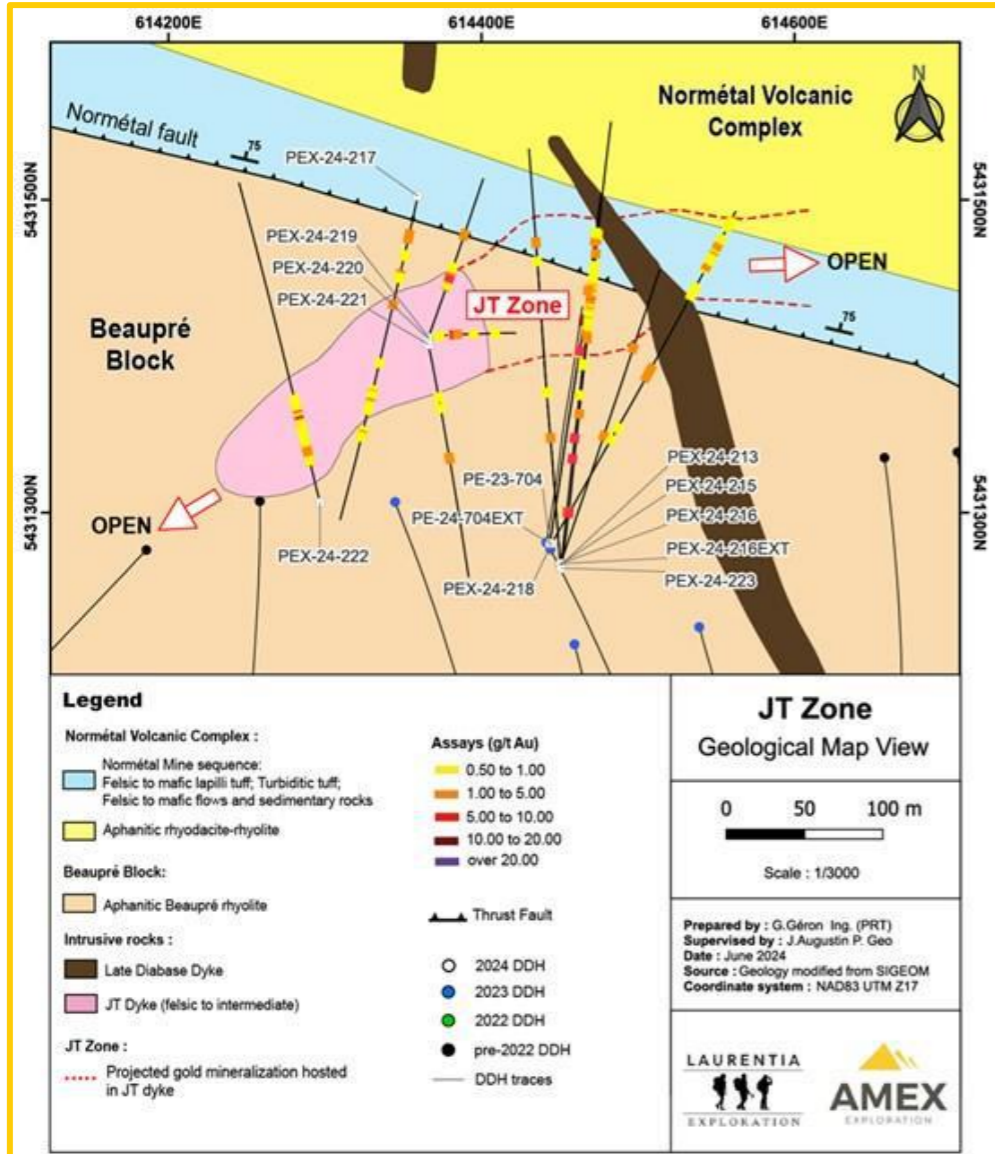 614200E
614400E
614600E
N
Normétal Volcanic
Complex
Normétal fault
75
PEX-24-217
5431500N
5431500N
PEX-24-219
PEX-24-220
PEX-24-221
OPEN
JT Zone
Beaupré
Block
75
PEX-24-213
PE-23-704
PEX-24-215
5431300N
5431300N
OPEN
PE-24-704EXT
PEX-24-216
PEX-24-222
PEX-24-216EXT
PEX-24-218
PEX-24-223
Legend
Normétal Volcanic Complex :
Normétal Mine sequence:
Felsic to mafic lapilli tuff; Turbiditic tuff;
Felsic to mafic flows and sedimentary rocks
Aphanitic rhyodacite-rhyolite
Beaupré Block:
Aphanitic Beaupré rhyolite
Intrusive rocks :
Late Diabase Dyke
JT Dyke (felsic to intermediate)
JT Zone :
Projected gold mineralization hosted
in JT dyke
Assays (g/t Au)
0.50 to 1.00
1.00 to 5.00
5.00 to 10.00
10.00 to 20.00
over 20.00
Thrust Fault
2024 DDH
2023 DDH
2022 DDH
pre-2022 DDH
DDH traces
JT Zone
Geological Map View
0 50 100 m
Scale : 1/3000
Prepared by : G.Géron Ing. (PRT)
Supervised by : J.Augustin P. Geo
Date : June 2024
Source : Geology modified from SIGEOM
Coordinate system : NAD83 UTM Z17
LAURENTIA
EXPLORATION
AMEX
EXPLORATION